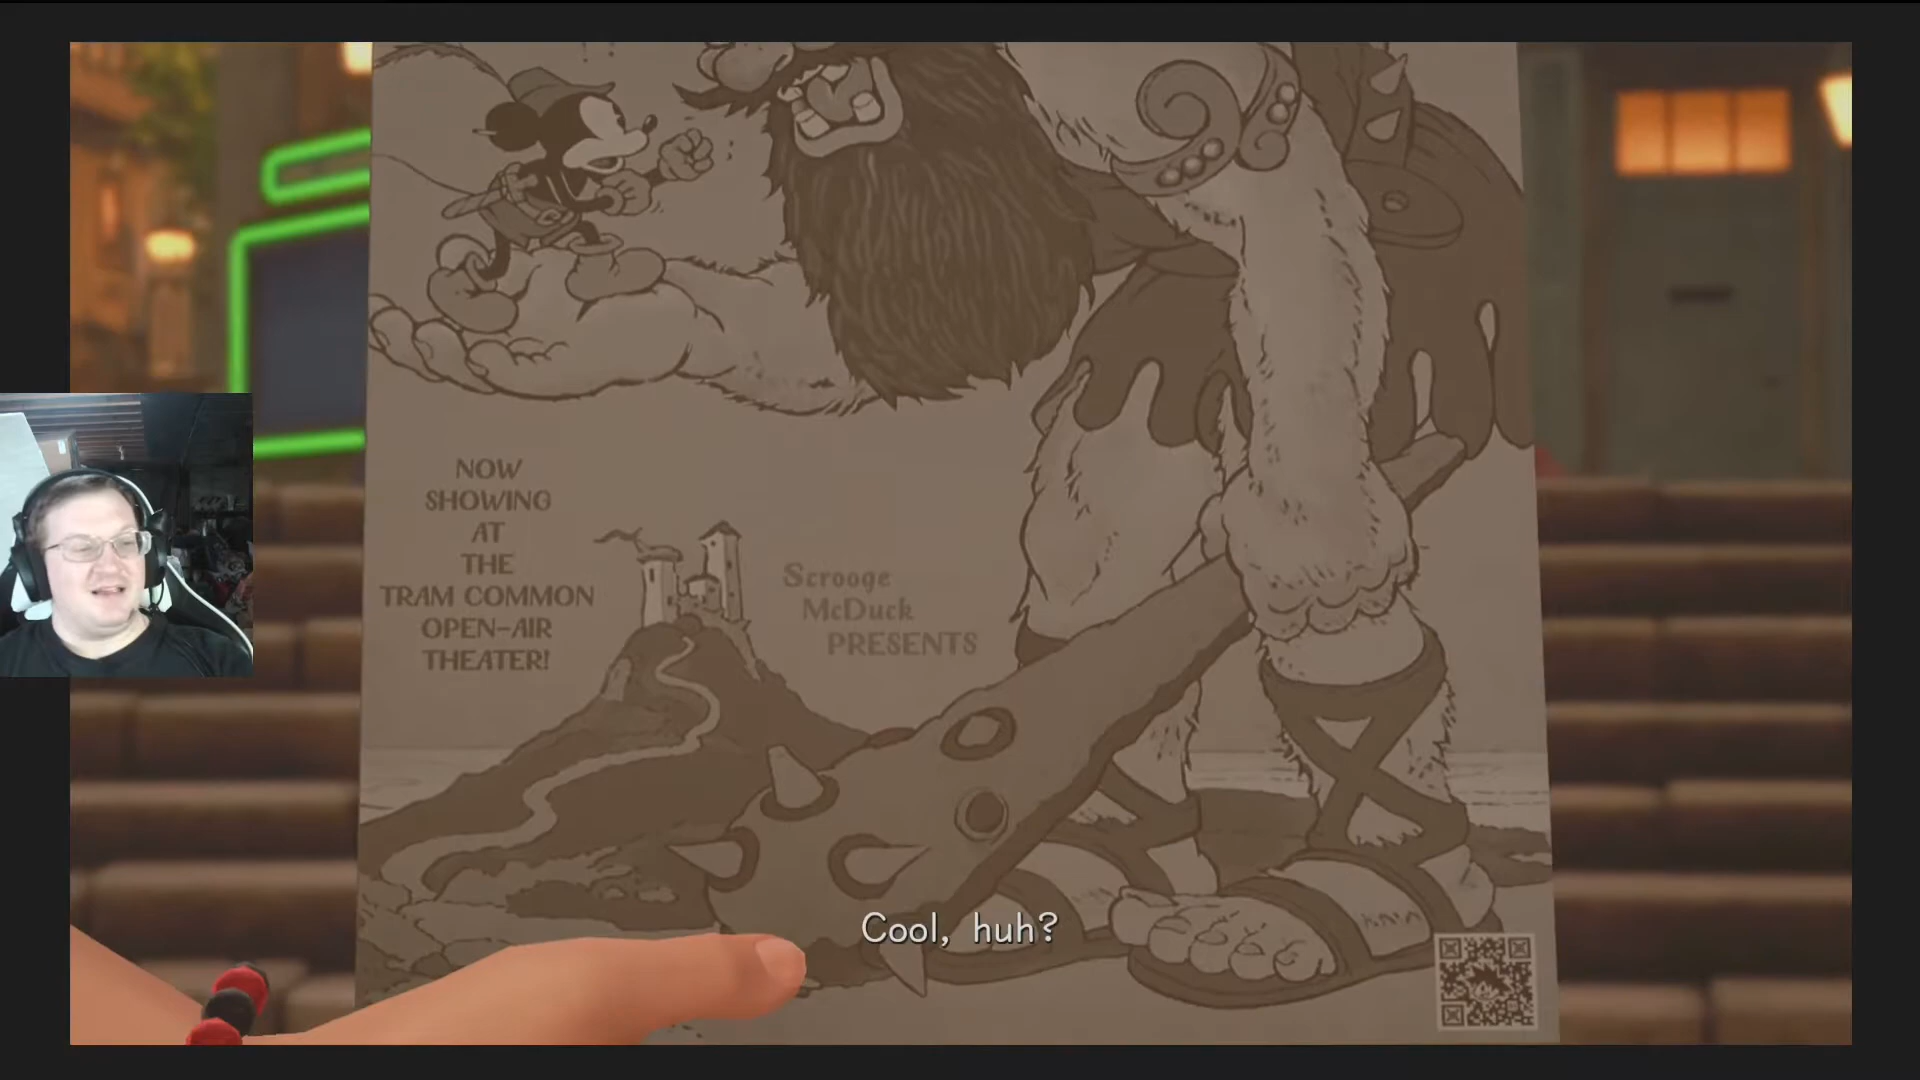 NOW
SHOWING
AT
THE
TRAM COMMON
OPEN-AIR
THEATER!
Scrooge
McDuck
PRESENTS
Cool, huh?